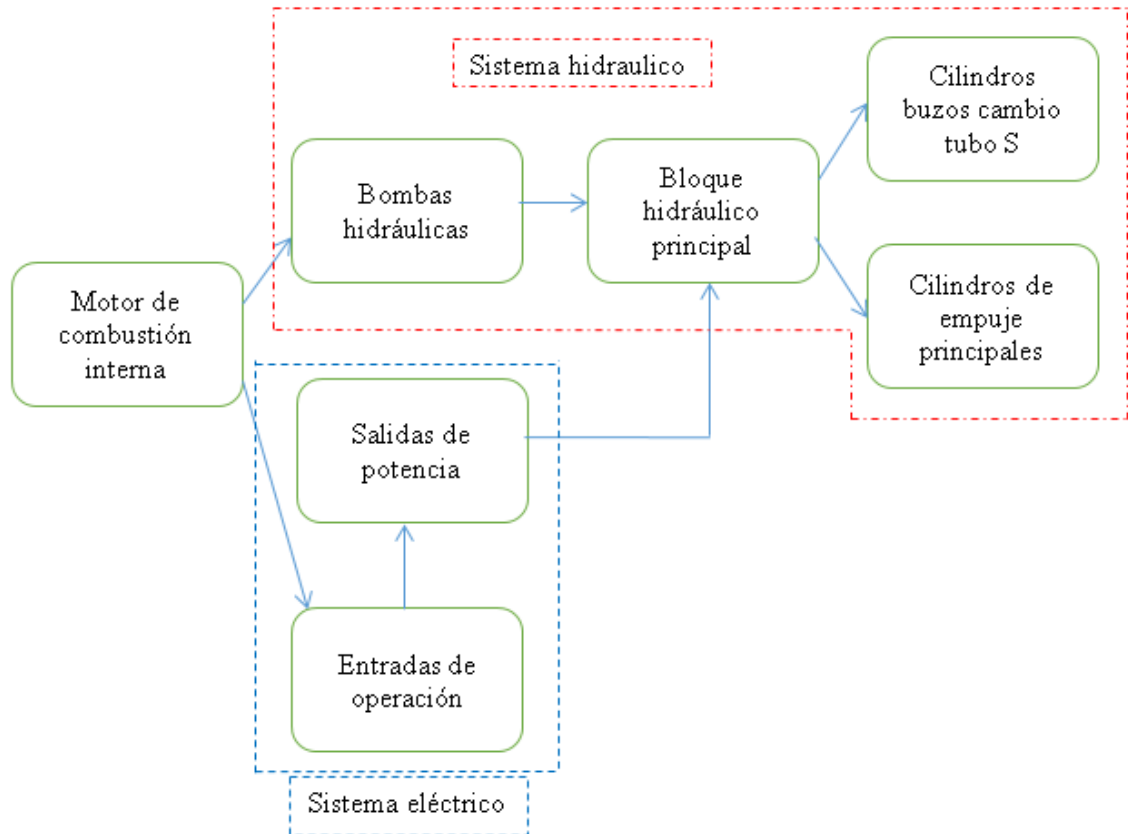 Sistema hidraulico
Cilindros
buzos cambio
tubo S
Bombas
hidráulicas
Bloque
hidráulico
principal
Motor de
combustión
interna
Cilindros de
empuje
principales
Salidas de
potencia
Entradas de
operación
Sistema eléctrico